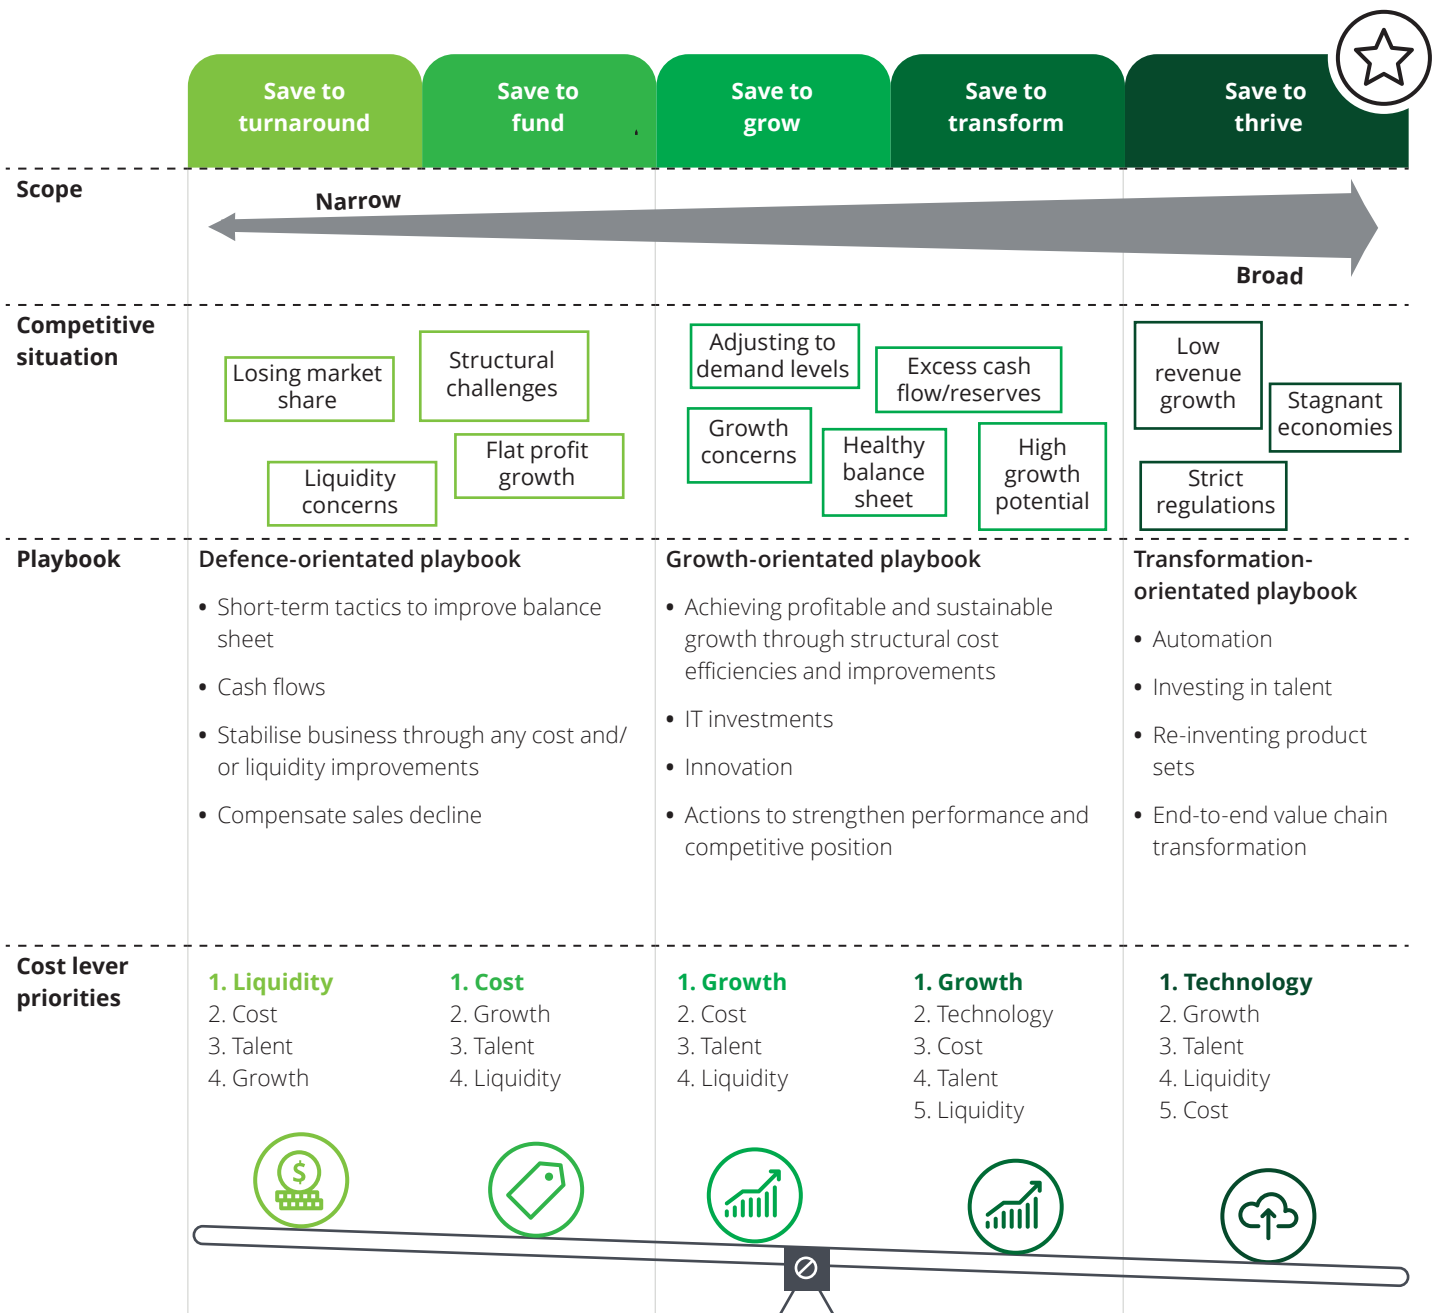 Save to
turnaround
Save to
fund
Save to
grow
Save to
transform
Save to
thrive
Scope
Narrow
Broad
Competitive
situation
Losing market
share
Structural
challenges
Liquidity
concerns
Flat profit
growth
Adjusting to
demand levels
Excess cash
flow/reserves
Growth
concerns
Healthy
balance
sheet
High
growth
potential
Low
revenue
growth
Stagnant
economies
Strict
regulations
Playbook
Defence-orientated playbook
• Short-term tactics to improve balance
sheet
• Cash flows
• Stabilise business through any cost and/
or liquidity improvements
• Compensate sales decline
Growth-orientated playbook
• Achieving profitable and sustainable
growth through structural cost
efficiencies and improvements
• IT investments
• Innovation
• Actions to strengthen performance and
competitive position
Transformation-
orientated playbook
• Automation
• Investing in talent
• Re-inventing product
sets
• End-to-end value chain
transformation
Cost lever
priorities
1. Liquidity
2. Cost
3. Talent
4. Growth
1. Cost
2. Growth
3. Talent
4. Liquidity
1. Growth
2. Cost
3. Talent
4. Liquidity
1. Growth
2. Technology
3. Cost
4. Talent
5. Liquidity
1. Technology
2. Growth
3. Talent
4. Liquidity
5. Cost
$